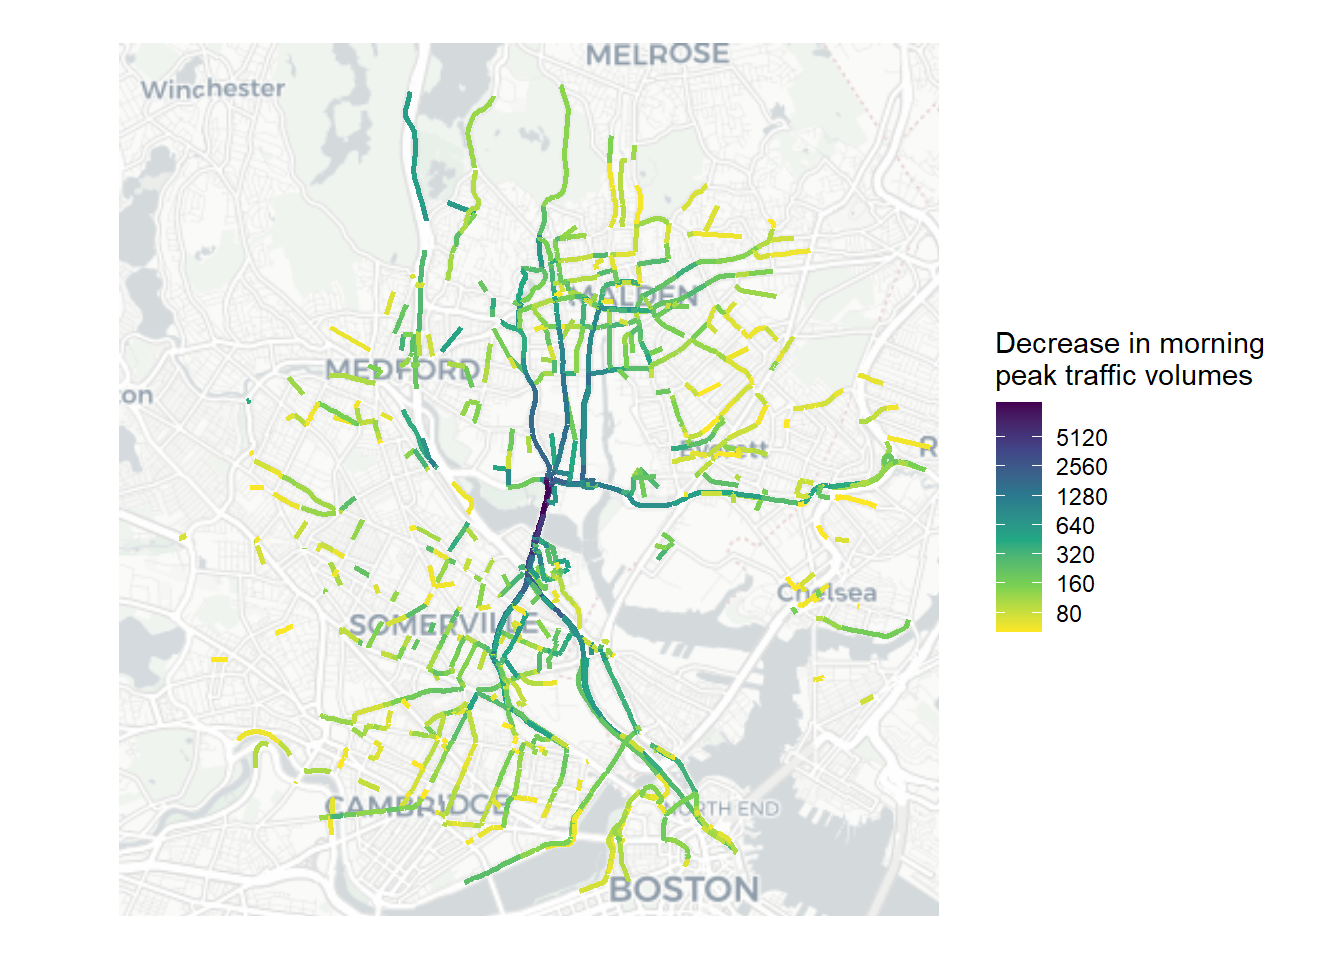 MELROSE
Winchester
MALDEN
Decrease in morning
peak traffic volumes
MEDFORD
on
5120
Everett
R
2560
1280
640
320
160
Chelsea
80
SOMERVILLE
CAMBRIDGE
NORTH END
BOSTON